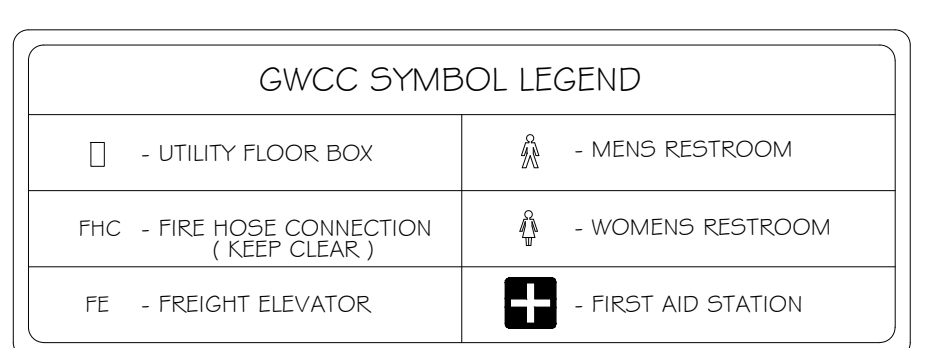 GWCC SYMBOL LEGEND
- UTILITY FLOOR BOX
- MENS RESTROOM
FHC - FIRE HOSE CONNECTION
( KEEP CLEAR )
- WOMENS RESTROOM
FE - FREIGHT ELEVATOR
- FIRST AID STATION